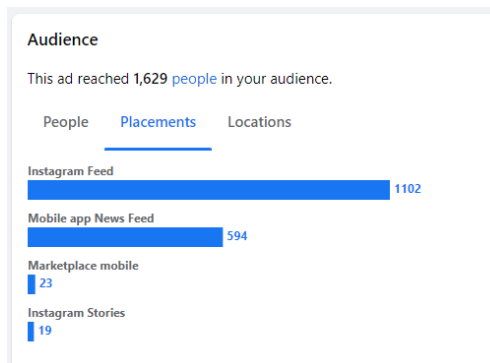 Audience
This ad reached 1,629 people in your audience.
People Placements Locations
Instagram Feed
1102
Mobile app News Feed
594
Marketplace mobile
23
Instagram Stories
19